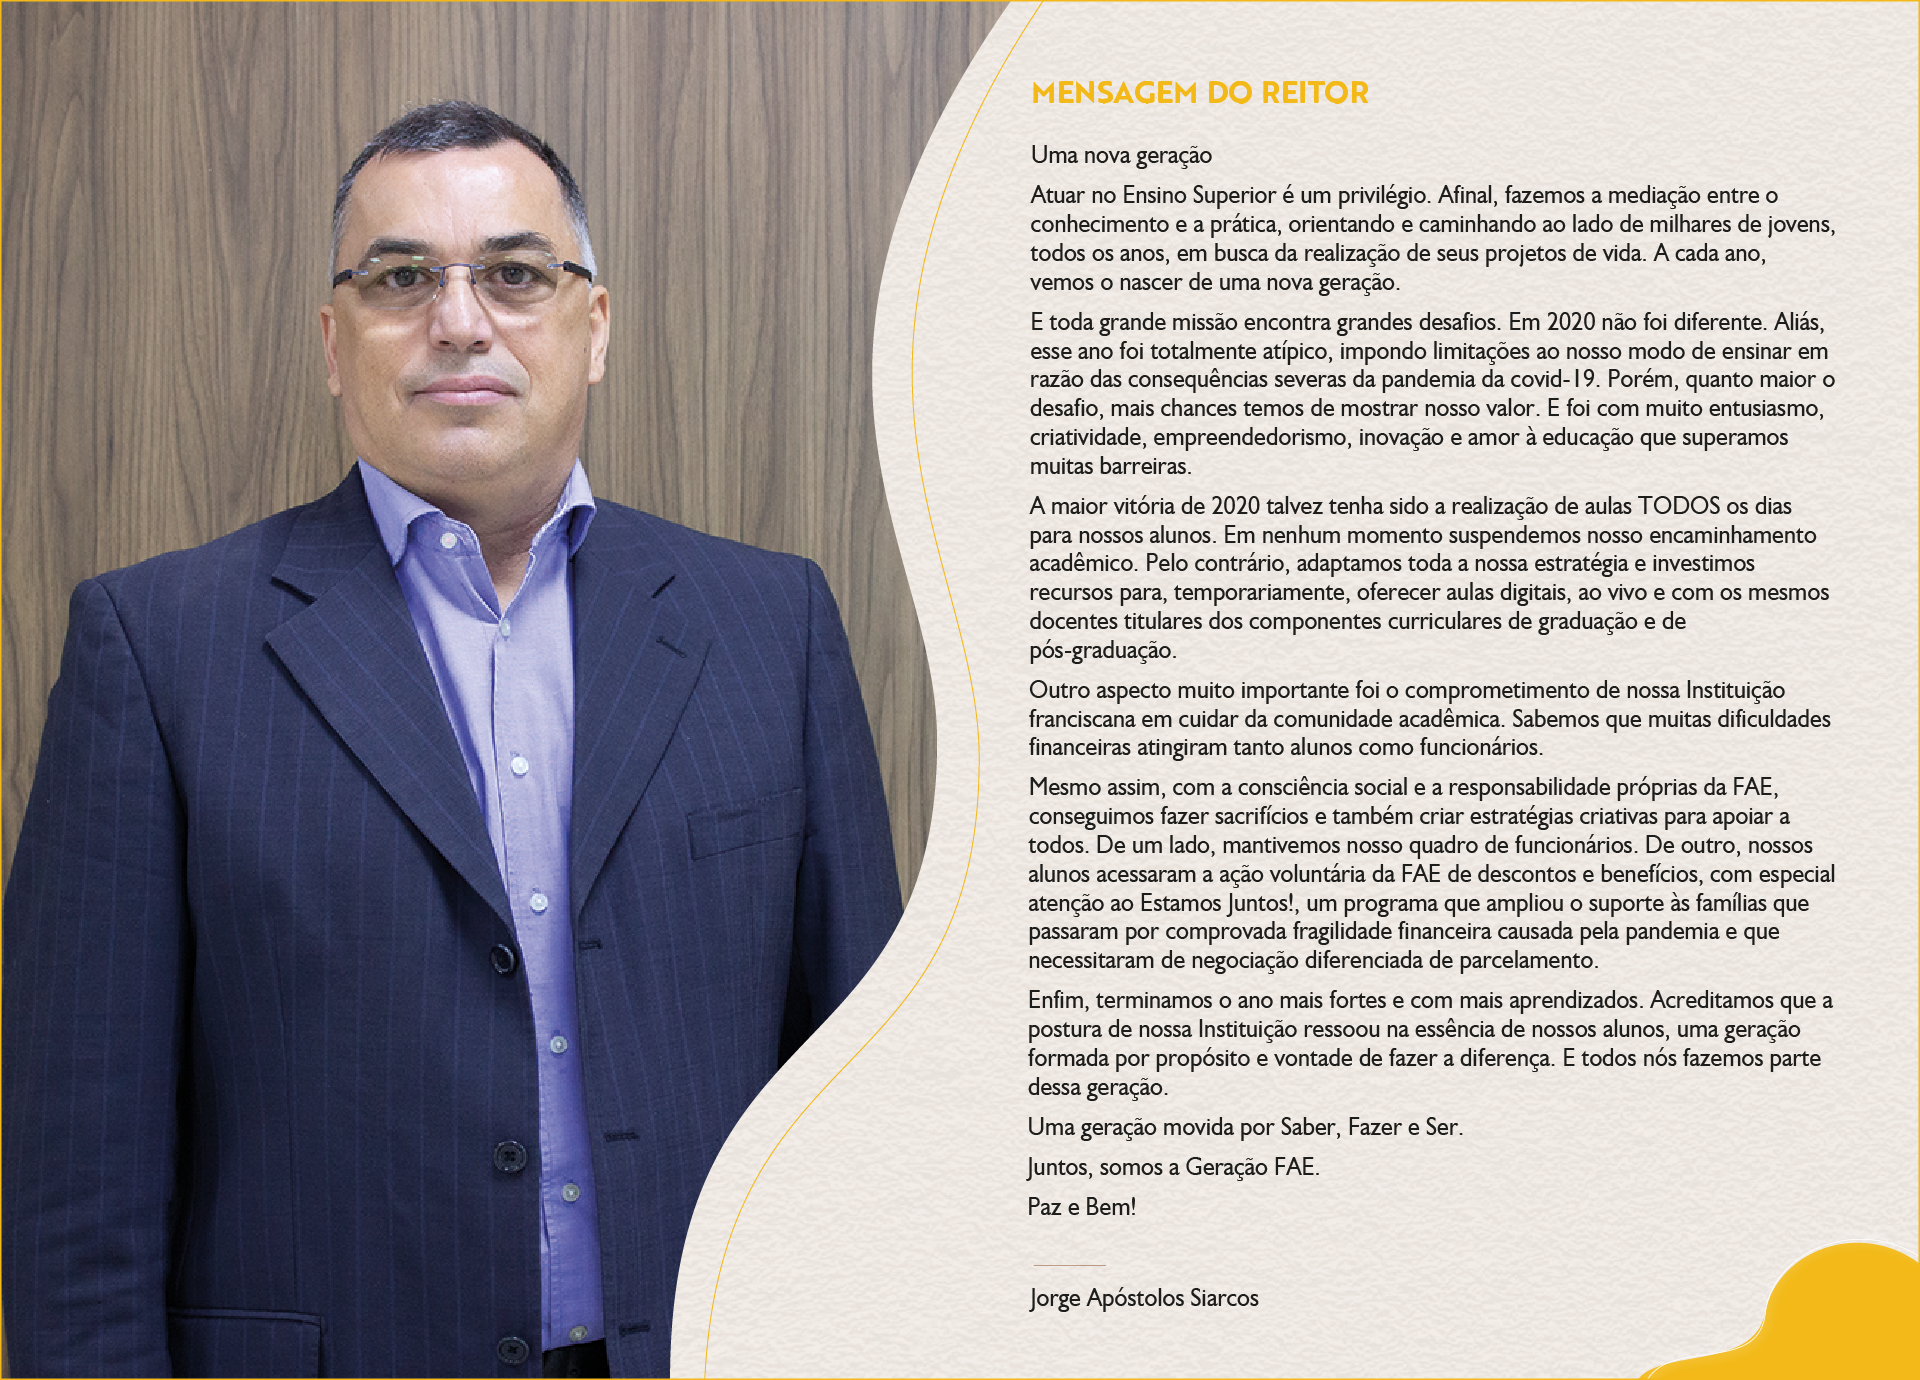 MENSAGEM DO REITOR
Uma nova geração
Atuar no Ensino Superior é um privilégio. Afinal, fazemos a mediação entre o
conhecimento e a prática, orientando e caminhando ao lado de milhares de jovens,
todos os anos, em busca da realização de seus projetos de vida. A cada ano,
vemos o nascer de uma nova geração.
E toda grande missão encontra grandes desafios. Em 2020 não foi diferente. Aliás,
esse ano foi totalmente atípico, impondo limitações ao nosso modo de ensinar em
razão das consequências severas da pandemia da covid-19. Porém, quanto maior o
desafio, mais chances temos de mostrar nosso valor. E foi com muito entusiasmo,
criatividade, empreendedorismo, inovação e amor à educação que superamos
muitas barreiras.
A maior vitória de 2020 talvez tenha sido a realização de aulas TODOS os dias
para nossos alunos. Em nenhum momento suspendemos nosso encaminhamento
acadêmico. Pelo contrário, adaptamos toda a nossa estratégia e investimos
recursos para, temporariamente, oferecer aulas digitais, ao vivo e com os mesmos
docentes titulares dos componentes curriculares de graduação e de
pós-graduação.
Outro aspecto muito importante foi o comprometimento de nossa Instituição
franciscana em cuidar da comunidade acadêmica. Sabemos que muitas dificuldades
financeiras atingiram tanto alunos como funcionários.
Mesmo assim, com a consciência social e a responsabilidade próprias da FAE,
conseguimos fazer sacrifícios e também criar estratégias criativas para apoiar a
todos. De um lado, mantivemos nosso quadro de funcionários. De outro, nossos
alunos acessaram a ação voluntária da FAE de descontos e benefícios, com especial
atenção ao Estamos Juntos!, um programa que ampliou o suporte às famílias que
passaram por comprovada fragilidade financeira causada pela pandemia e que
necessitaram de negociação diferenciada de parcelamento.
Enfim, terminamos o ano mais fortes e com mais aprendizados. Acreditamos que a
postura de nossa Instituição ressoou na essência de nossos alunos, uma geração
formada por propósito e vontade de fazer a diferença. E todos nós fazemos parte
dessa geração.
Uma geração movida por Saber, Fazer e Ser.
Juntos, somos a Geração FAE.
Paz e Bem!
Jorge Apóstolos Siarcos